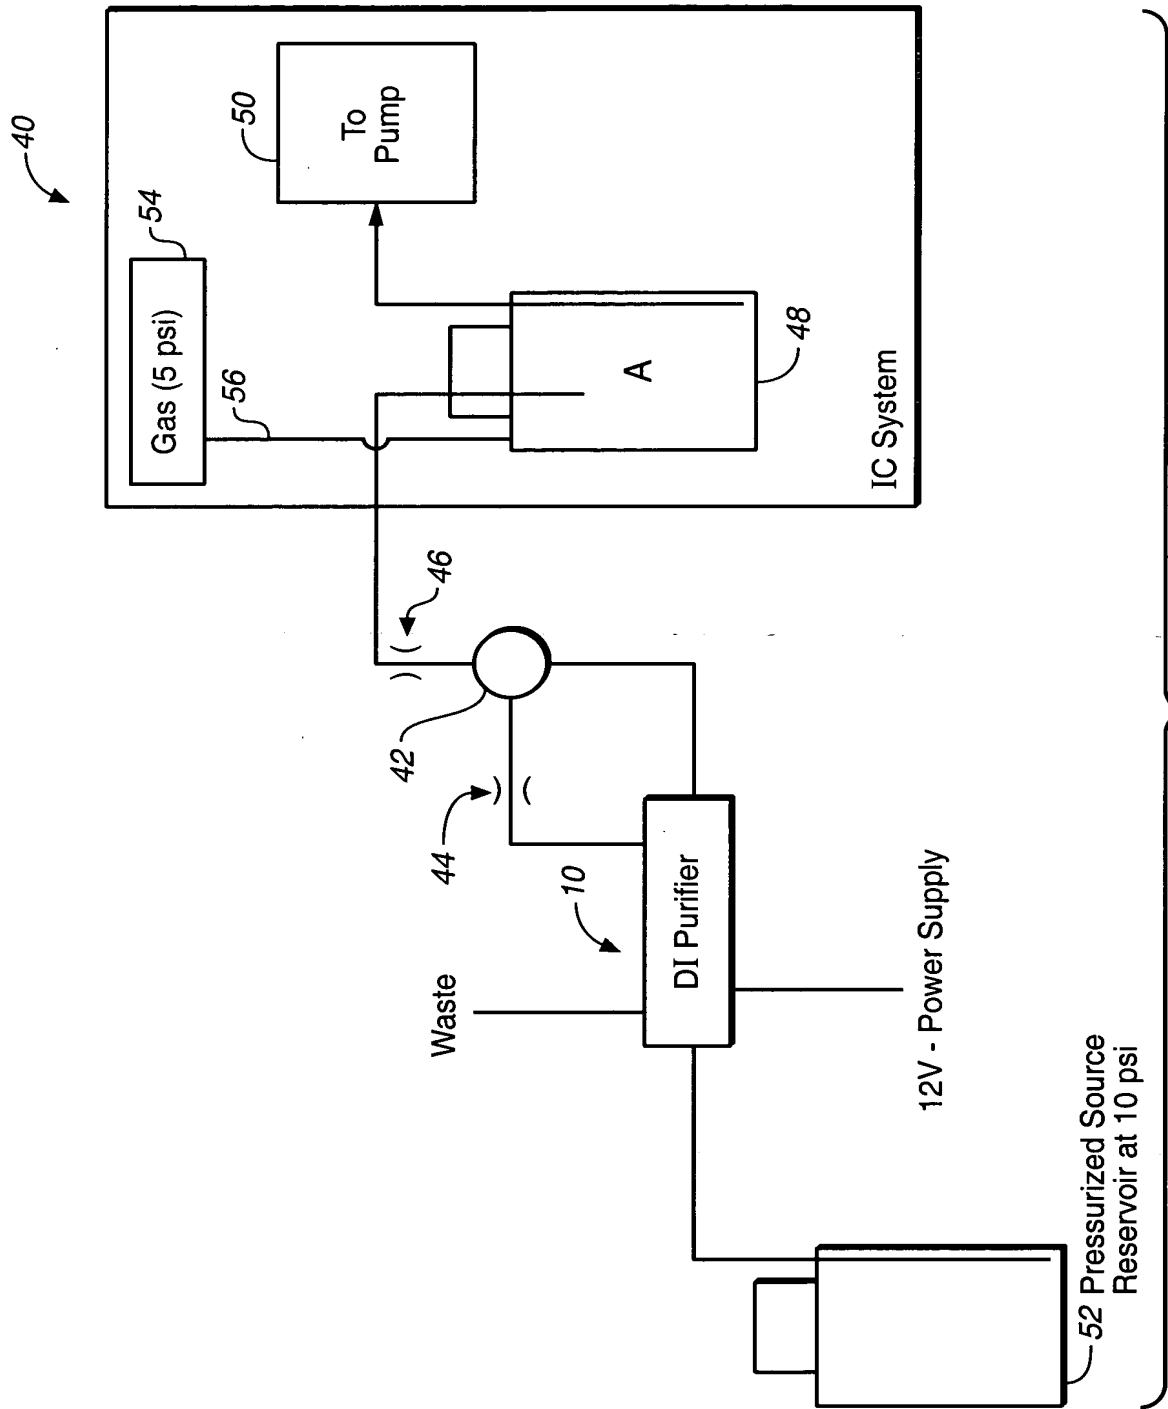 40
54
Gas (5 psi)
56
50
To
Pump
A
48
IC System
46
42
44
10
Waste
DI Purifier
12V - Power Supply
52 Pressurized Source
Reservoir at 10 psi